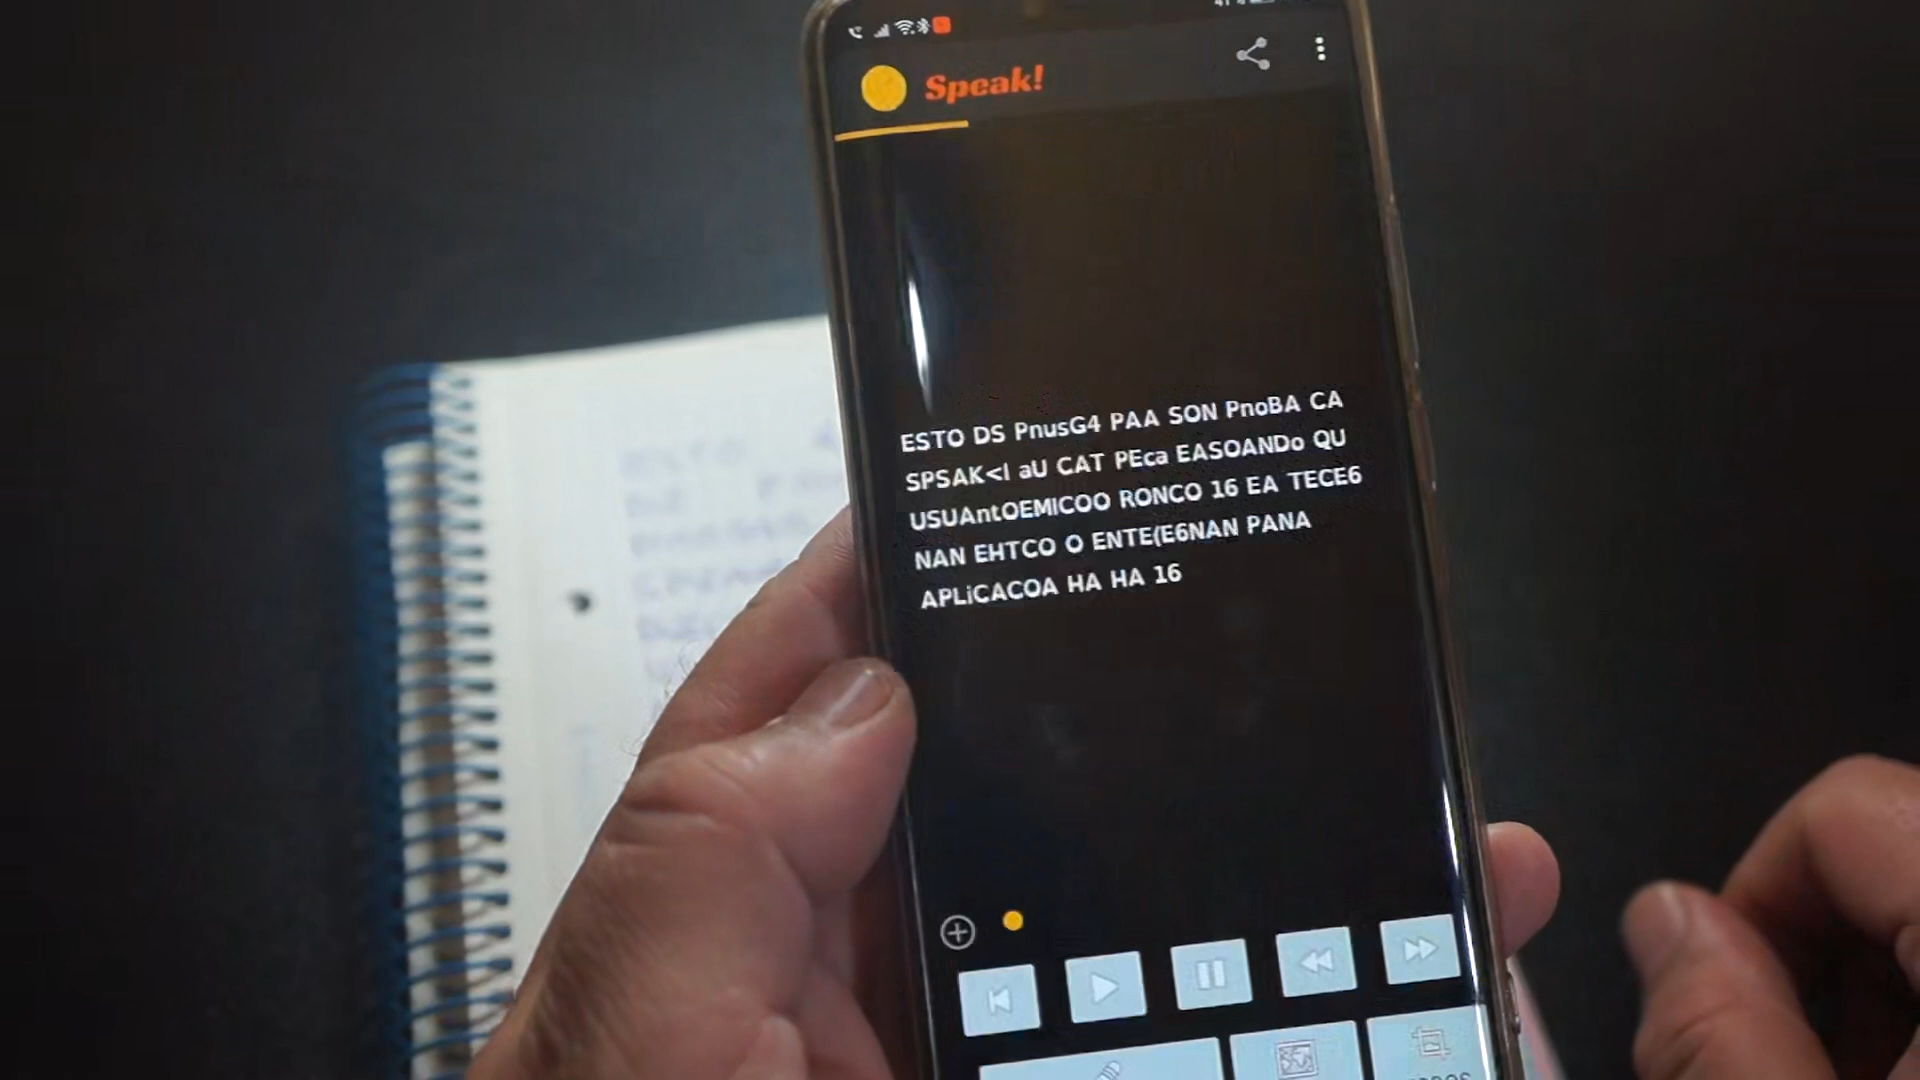 Speak!
ESTO DS PnusG4 PAA SON PnoBA CA
SPSAK<I aU CAT PEca EASOANDo QU
USUAntOEMICOO RONCO 16 EA TECE6
NAN EHTCO O ENTE(E6NAN PANA
APLiCACOA HA HA 16